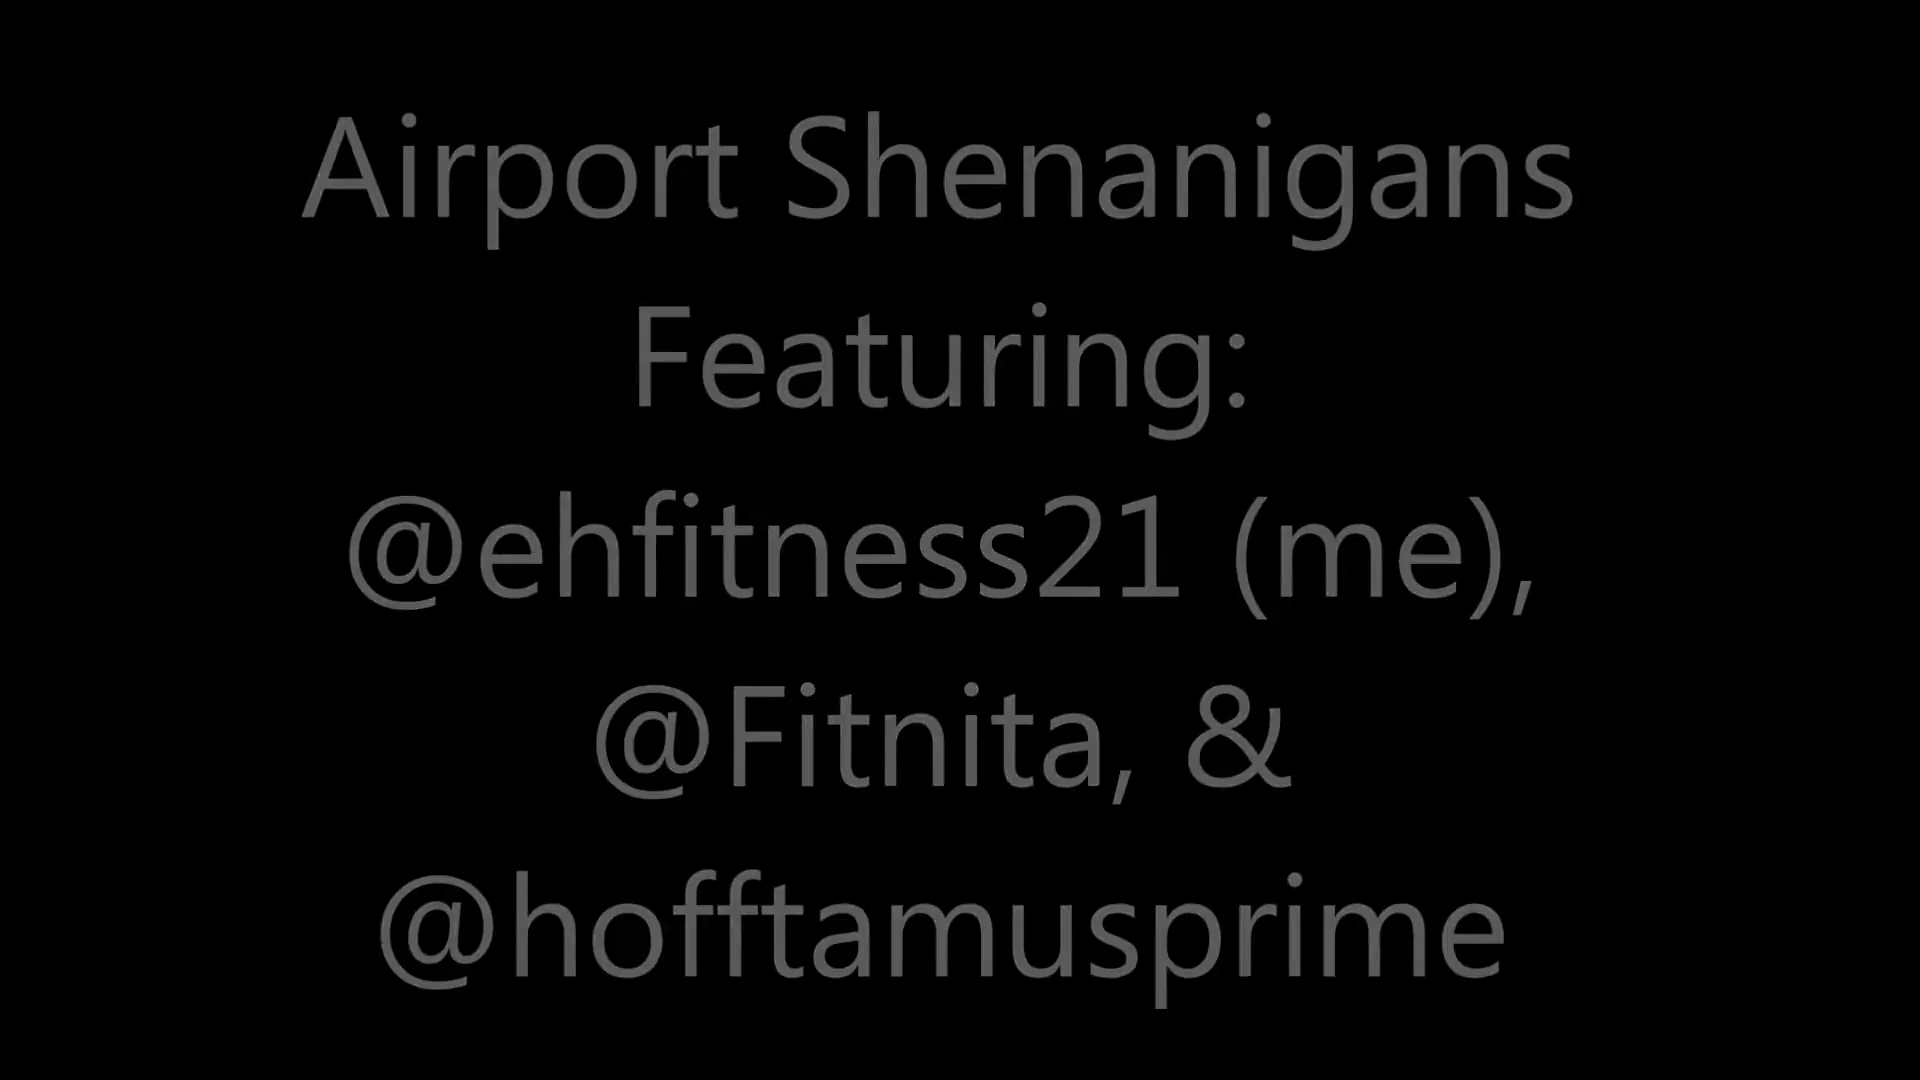 Airport Shenanigans
Featuring:
@ehfitness21 (me),
@Fitnita, &
@hofftamusprime